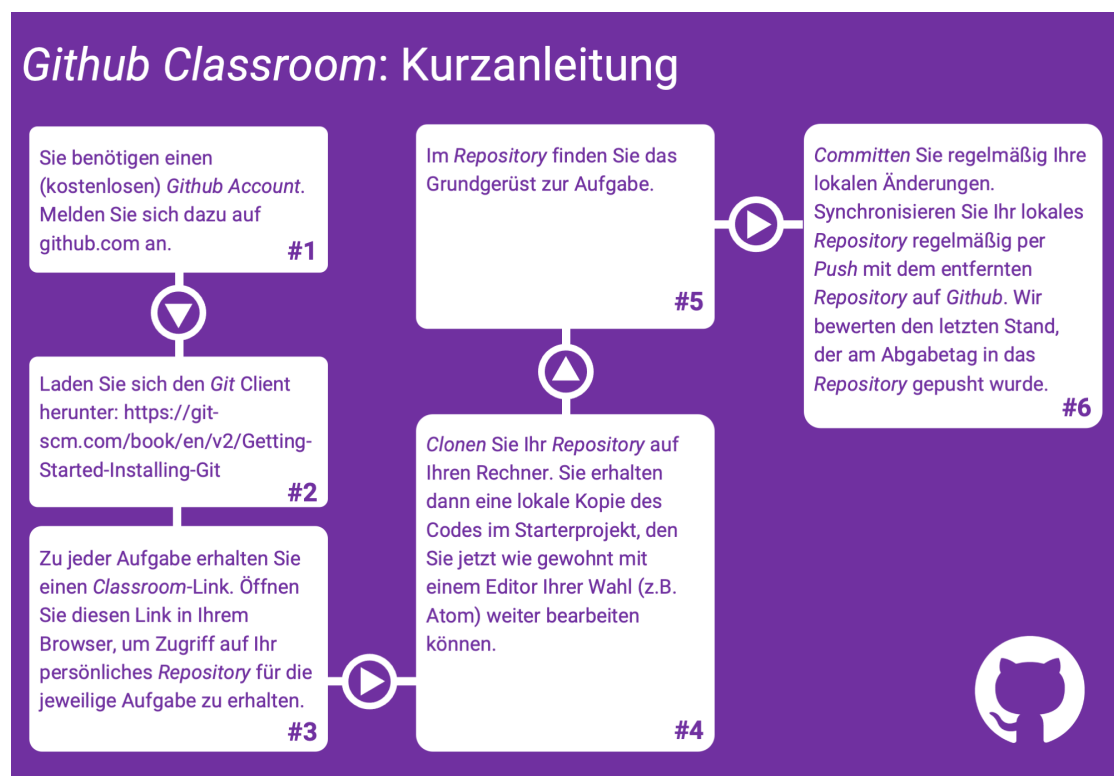 Github Classroom: Kurzanleitung
Sie benötigen einen
(kostenlosen) Github Account.
Melden Sie sich dazu auf
github.com an.
#1
Laden Sie sich den Git Client
herunter: https://git-
scm.com/book/en/v2/Getting-
Started-Installing-Git
#2
Zu jeder Aufgabe erhalten Sie
einen Classroom-Link. Öffnen
Sie diesen Link in Ihrem
Browser, um Zugriff auf Ihr
persönliches Repository für die
jeweilige Aufgabe zu erhalten.
#3
Clonen Sie Ihr Repository auf
Ihren Rechner. Sie erhalten
dann eine lokale Kopie des
Codes im Starterprojekt, den
Sie jetzt wie gewohnt mit
einem Editor Ihrer Wahl (z.B.
Atom) weiter bearbeiten
können.
#4
Im Repository finden Sie das
Grundgerüst zur Aufgabe.
#5
Committen Sie regelmäßig Ihre
lokalen Änderungen.
Synchronisieren Sie Ihr lokales
Repository regelmäßig per
Push mit dem entfernten
Repository auf Github. Wir
bewerten den letzten Stand,
der am Abgabetag in das
Repository gepusht wurde.
#6